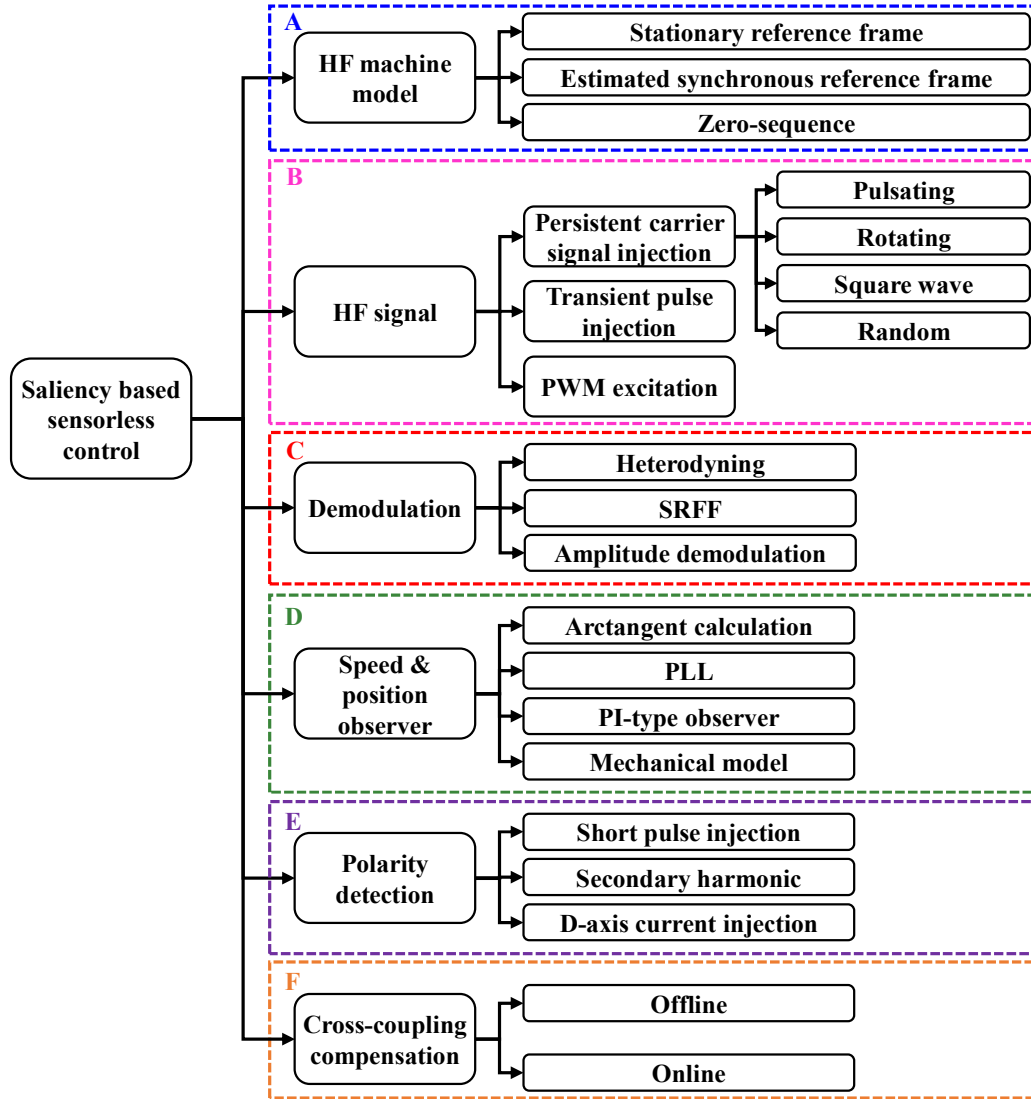 Saliency based
sensorless
control
A
HF machine
model
Stationary reference frame
Estimated synchronous reference frame
Zero-sequence
B
HF signal
Persistent carrier
signal injection
Pulsating
Rotating
Square wave
Random
Transient pulse
injection
PWM excitation
C
Demodulation
Heterodyning
SRFF
Amplitude demodulation
D
Speed &
position
observer
Arctangent calculation
PLL
PI-type observer
Mechanical model
E
Polarity
detection
Short pulse injection
Secondary harmonic
D-axis current injection
F
Cross-coupling
compensation
Offline
Online